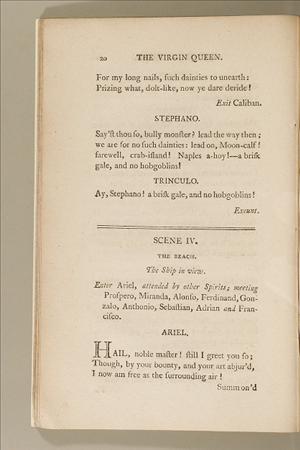 20 THE VIRGIN QUEEN.
For my long nails, ſuch dainties to unearth:
Prizing what, dolt-like, now ye dare deride!
Exit Caliban.
STEPHANO.
Say'ſt thou ſo, bully monſter? lead the way then;
we are for no ſuch dainties: lead on, Moon-calf!
farewell, crab-iſland! Naples a-hoy!—a briſk
gale, and no hobgoblins!
TRINCULO.
Ay, Stephano! a briſk gale, and no hobgoblins!
Exeunt.
SCENE IV.
THE BEACH.
The Ship in view.
Enter Ariel, attended by other Spirits; meeting
Proſpero, Miranda, Alonſo, Ferdinand, Gon-
zalo, Anthonio, Sebaſtian, Adrian and Fran-
ciſco.
ARIEL.
HAIL, noble maſter! ſtill I greet you ſo;
Though, by your bounty, and your art abjur'd,
I now am free as the ſurrounding air!
Summon'd